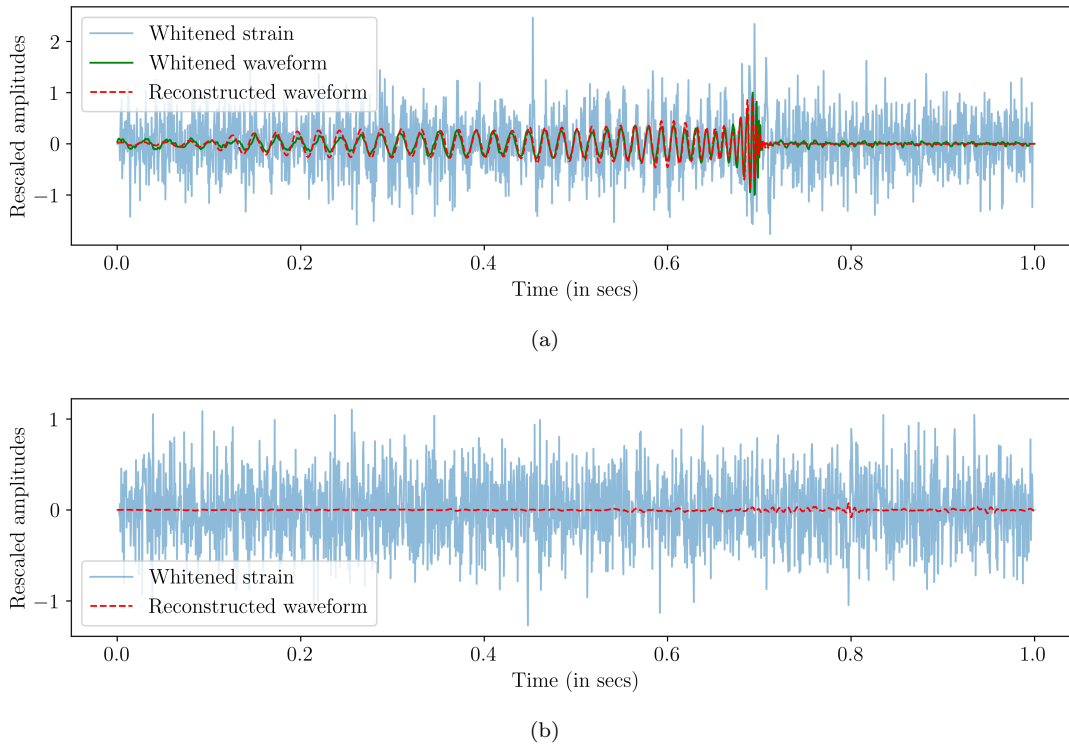 Rescaled amplitudes
2
1
0
−1
Whitened strain
Whitened waveform
Reconstructed waveform
0.0 0.2 0.4 0.6 0.8 1.0
Time (in secs)
(a)
Rescaled amplitudes
1
0
−1
Whitened strain
Reconstructed waveform
0.0 0.2 0.4 0.6 0.8 1.0
Time (in secs)
(b)